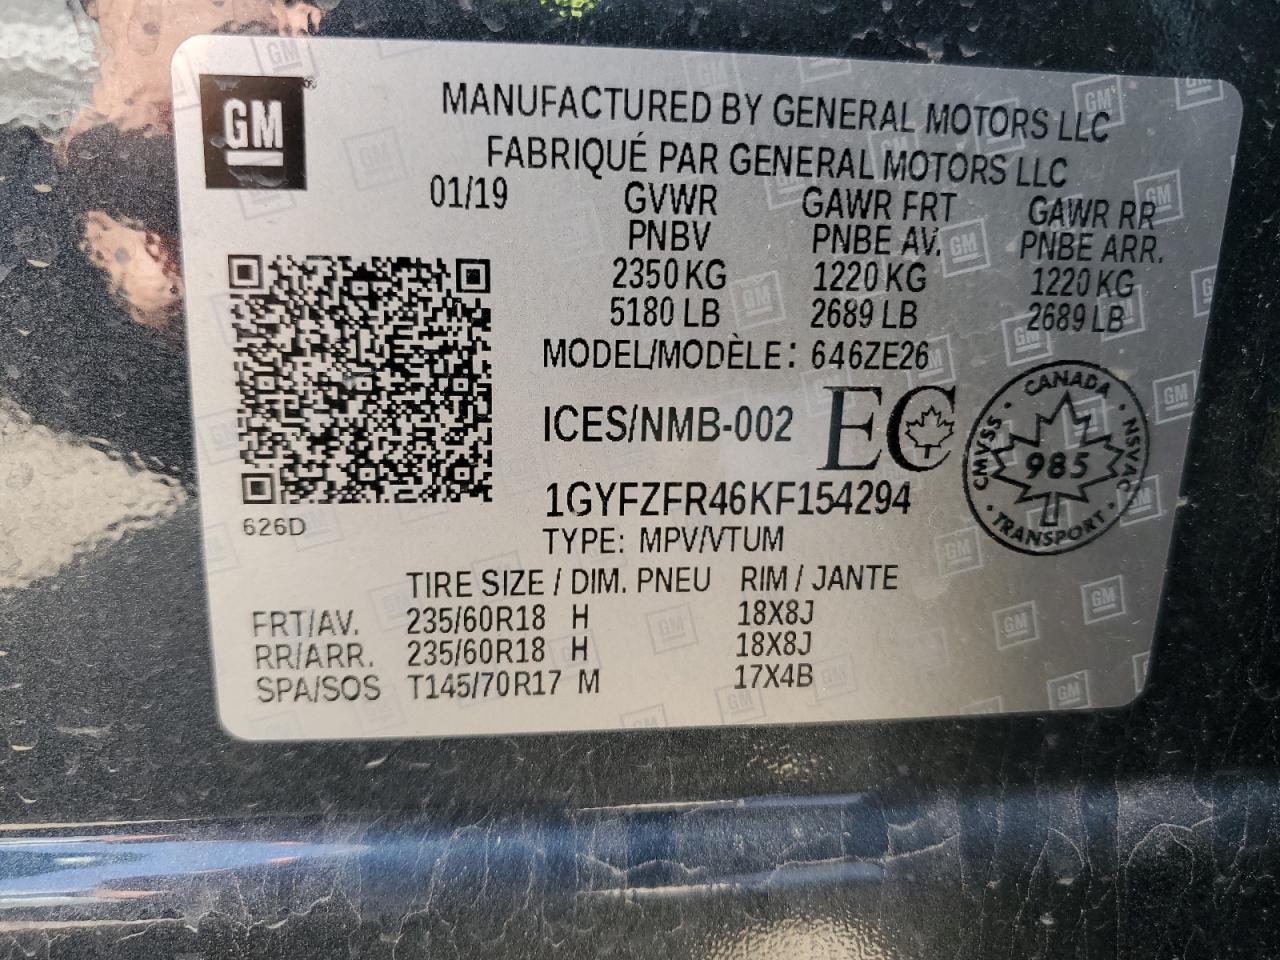 GM
MANUFACTURED BY GENERAL MOTORS LLC
FABRIQUÉ PAR GENERAL MOTORS LLC
01/19 GVWR GAWR FRT GAWR RR
PNBV PNBE AV. PNBE ARR.
2350 KG 1220 KG 1220 KG
5180 LB 2689 LB 2689 LB
MODEL/MODÈLE: 646ZE26
ICES/NMB-002 EC
CANADA
CMVSS • 985 • NSVAC
TRANSPORT
1GYFZFR46KF154294
626D
TYPE: MPV/VTUM
TIRE SIZE / DIM. PNEU RIM / JANTE
FRT/AV. 235/60R18 H 18X8J
RR/ARR. 235/60R18 H 18X8J
SPA/SOS T145/70R17 M 17X4B